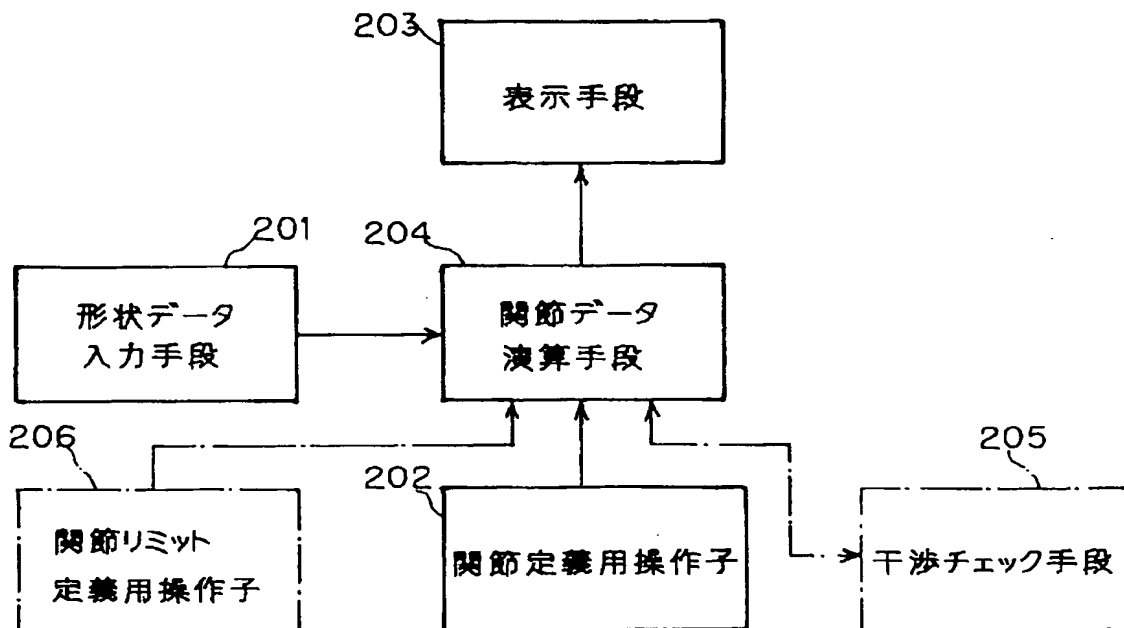 203
表示手段
201
204
形状データ
入力手段
関節データ
演算手段
206
202
205
関節リミット
定義用操作子
関節定義用操作子
干渉チェック手段